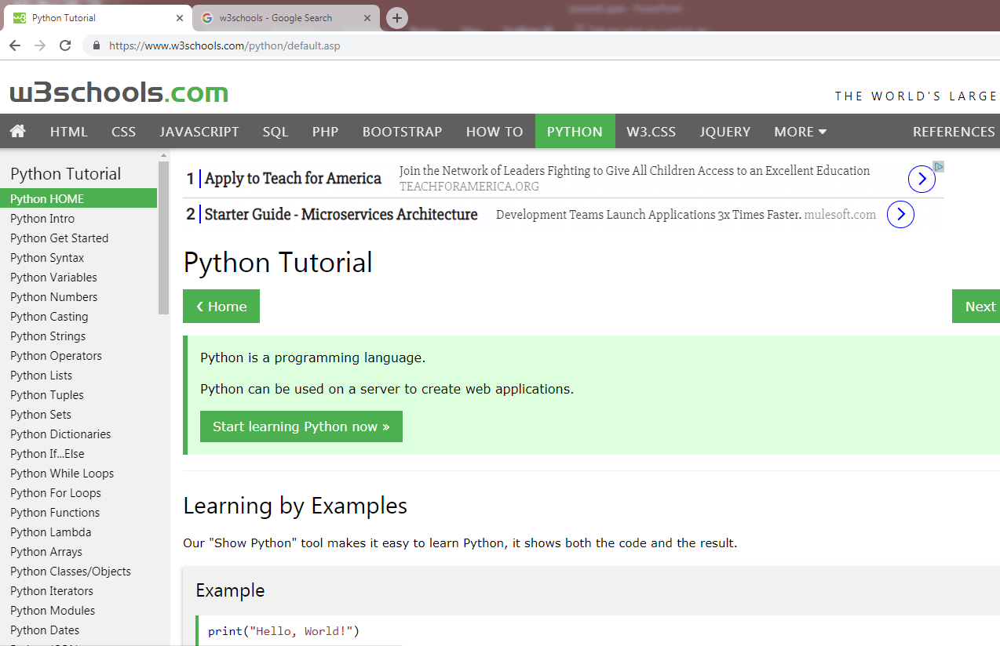 Python Tutorial
w3schools - Google Search
https://www.w3schools.com/python/default.asp
w3schools.com
THE WORLD'S LARGE
HTML CSS JAVASCRIPT SQL PHP BOOTSTRAP HOW TO PYTHON W3.CSS JQUERY MORE REFERENCES
Python Tutorial
Python HOME
Python Intro
Python Get Started
Python Syntax
Python Variables
Python Numbers
Python Casting
Python Strings
Python Operators
Python Lists
Python Tuples
Python Sets
Python Dictionaries
Python If...Else
Python While Loops
Python For Loops
Python Functions
Python Lambda
Python Arrays
Python Classes/Objects
Python Iterators
Python Modules
Python Dates
1 Apply to Teach for America
Join the Network of Leaders Fighting to Give All Children Access to an Excellent Education
TEACHFORAMERICA.ORG
2 Starter Guide - Microservices Architecture
Development Teams Launch Applications 3x Times Faster. mulesoft.com
Python Tutorial
❮ Home
Next
Python is a programming language.
Python can be used on a server to create web applications.
Start learning Python now »
Learning by Examples
Our "Show Python" tool makes it easy to learn Python, it shows both the code and the result.
Example
print("Hello, World!")